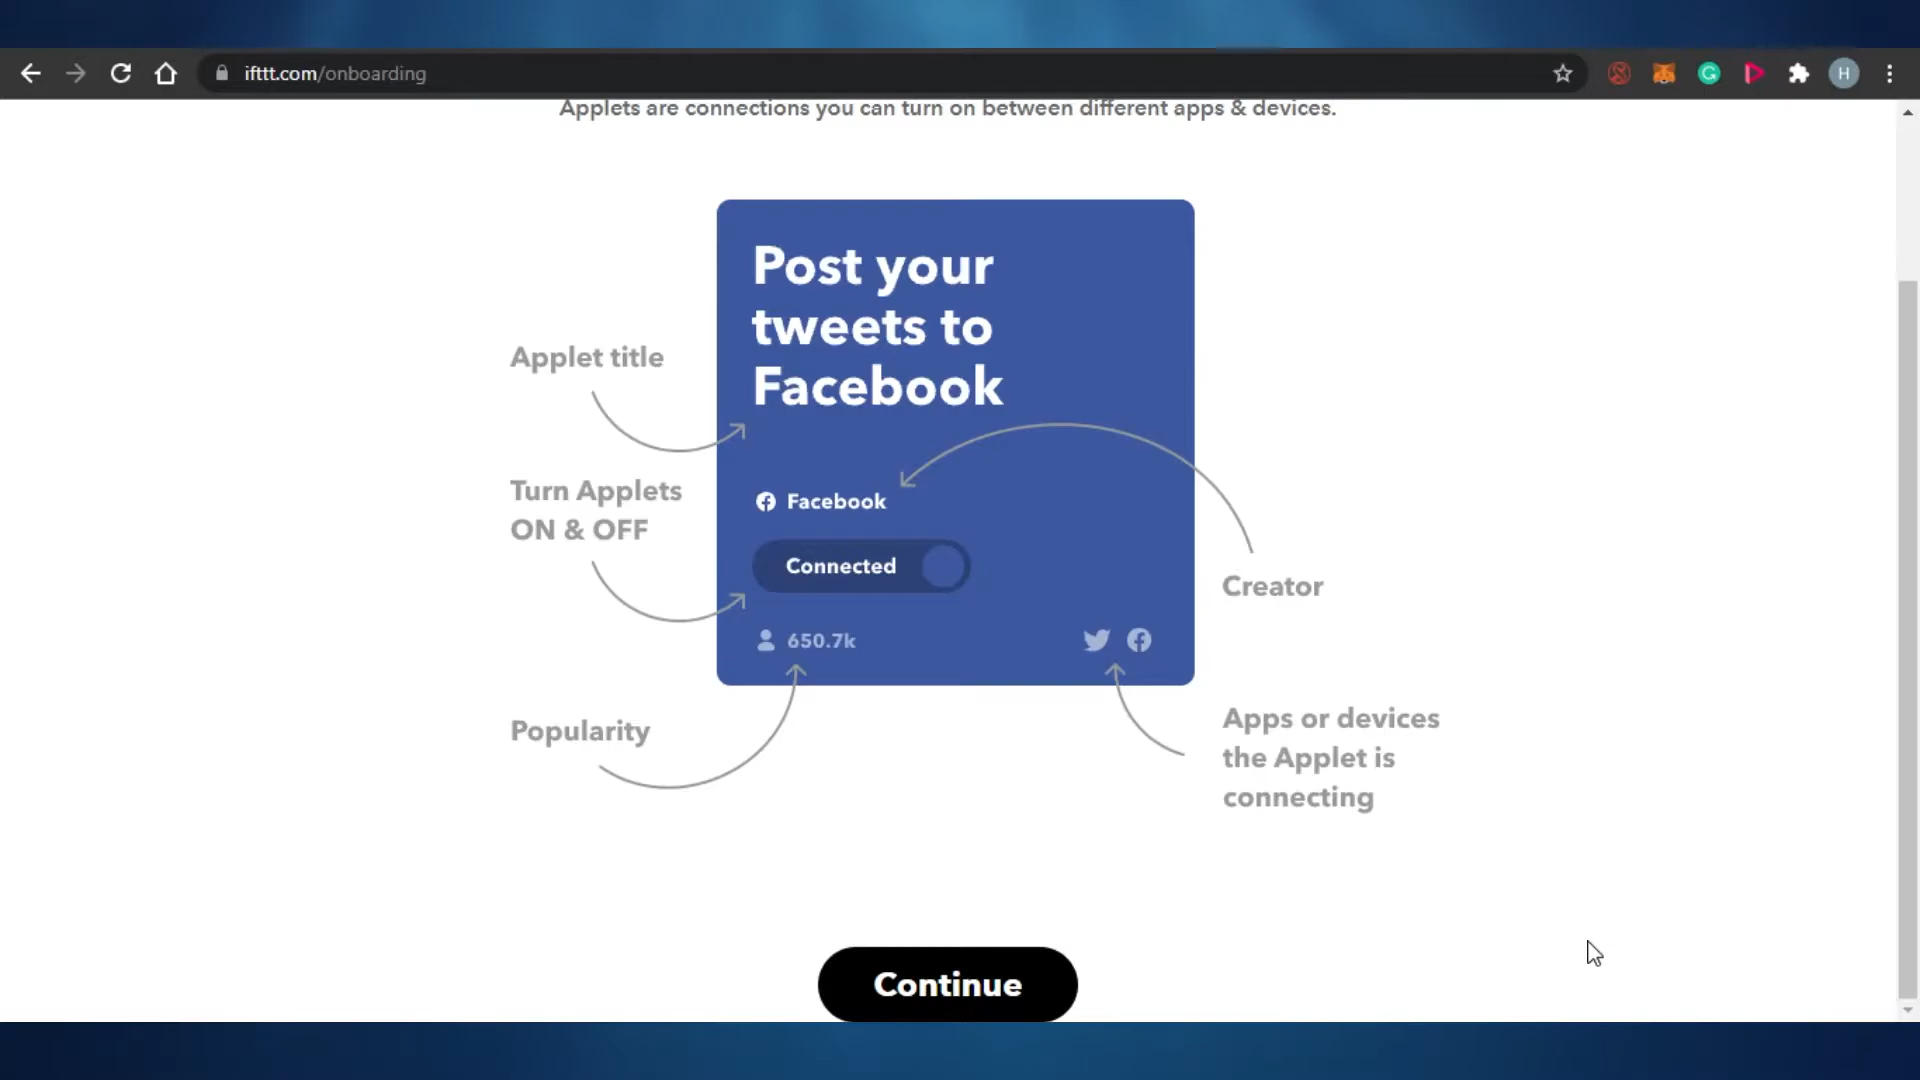 ifttt.com/onboarding
H
Applets are connections you can turn on between different apps & devices.
Post your
tweets to
Facebook
Applet title
Turn Applets
ON & OFF
Facebook
Connected
Creator
650.7k
Popularity
Apps or devices
the Applet is
connecting
Continue